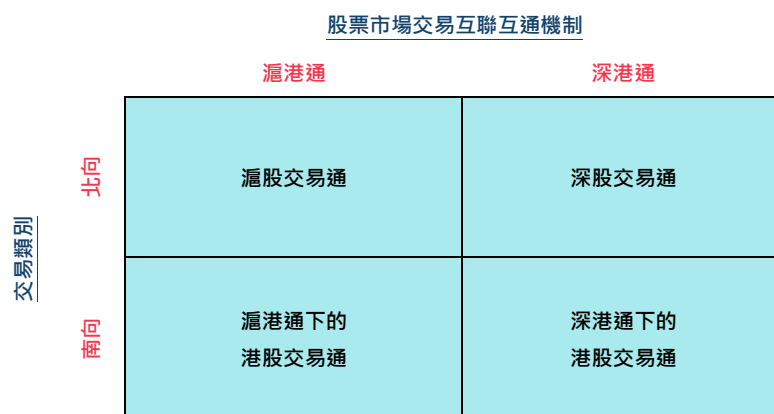 股票市場交易互聯互通機制
滬港通
深港通
交易類別
北向
滬股交易通
深股交易通
南向
滬港通下的
港股交易通
深港通下的
港股交易通